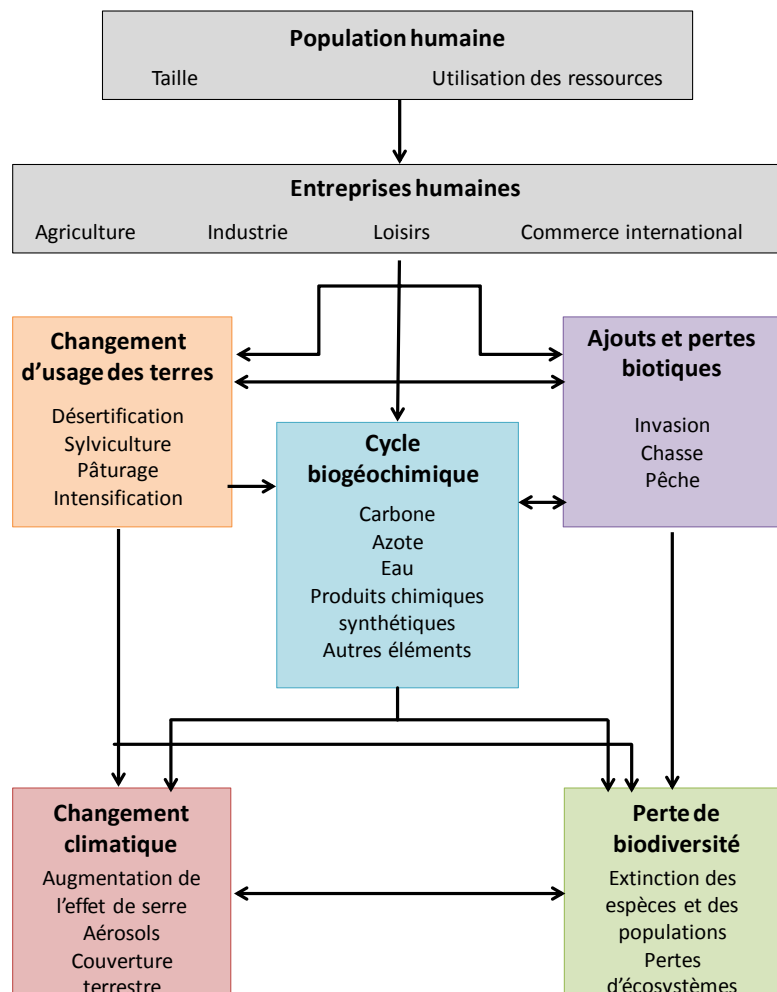 Population humaine
Taille
Utilisation des ressources
Entreprises humaines
Agriculture
Industrie
Loisirs
Commerce international
Changement
d'usage des terres
Désertification
Sylviculture
Pâturage
Intensification
Ajouts et pertes
biotiques
Invasion
Chasse
Pêche
Cycle
biogéochimique
Carbone
Azote
Eau
Produits chimiques
synthétiques
Autres éléments
Changement
climatique
Augmentation de
l'effet de serre
Aérosols
Couverture
terrestre
Perte de
biodiversité
Extinction des
espèces et des
populations
Pertes
d'écosystèmes